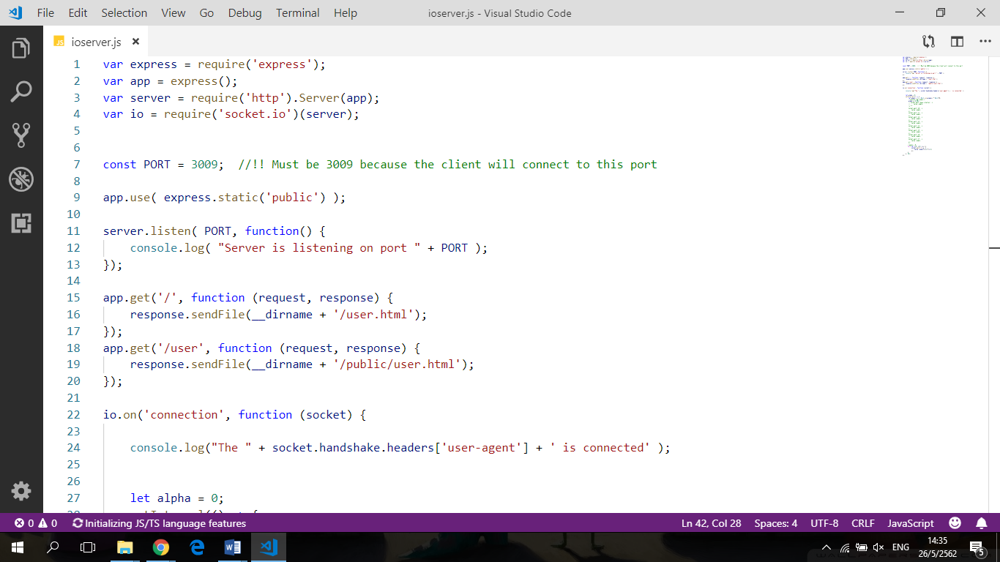 File Edit Selection View Go Debug Terminal Help
ioserver.js - Visual Studio Code
JS ioserver.js
1 var express = require('express');
2 var app = express();
3 var server = require('http').Server(app);
4 var io = require('socket.io')(server);
5
6
7 const PORT = 3009;  //!! Must be 3009 because the client will connect to this port
8
9 app.use( express.static('public') );
10
11 server.listen( PORT, function() {
12     console.log( "Server is listening on port " + PORT );
13 });
14
15 app.get('/', function (request, response) {
16     response.sendFile(__dirname + '/user.html');
17 });
18 app.get('/user', function (request, response) {
19     response.sendFile(__dirname + '/public/user.html');
20 });
21
22 io.on('connection', function (socket) {
23
24     console.log("The " + socket.handshake.headers['user-agent'] + ' is connected' );
25
26
27     let alpha = 0;
0 0 Initializing JS/TS language features
Ln 42, Col 28 Spaces: 4 UTF-8 CRLF JavaScript
ENG
14:35
26/5/2562
5